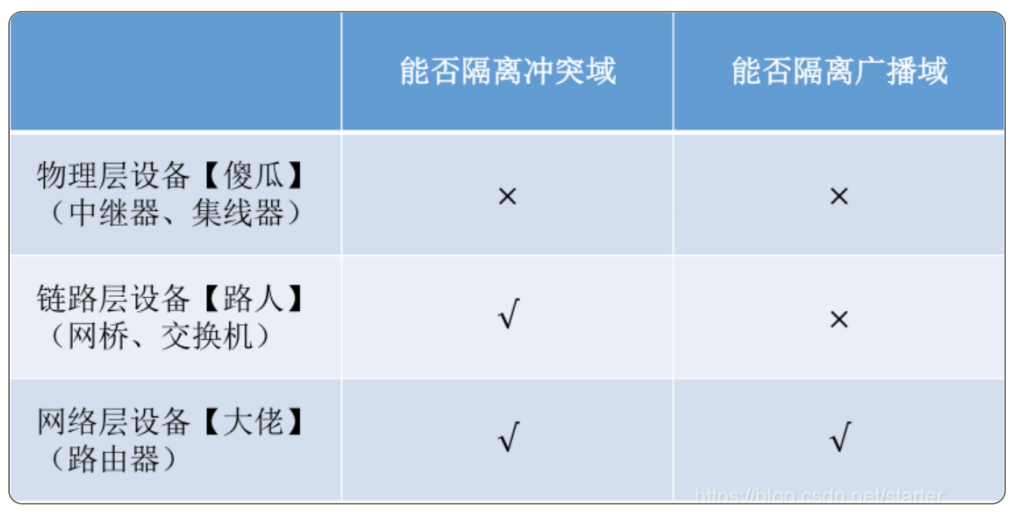 能否隔离冲突域
能否隔离广播域
物理层设备【傻瓜】
（中继器、集线器）
×
×
链路层设备【路人】
（网桥、交换机）
√
×
网络层设备【大佬】
（路由器）
√
√
https://blog.csdn.net/starter